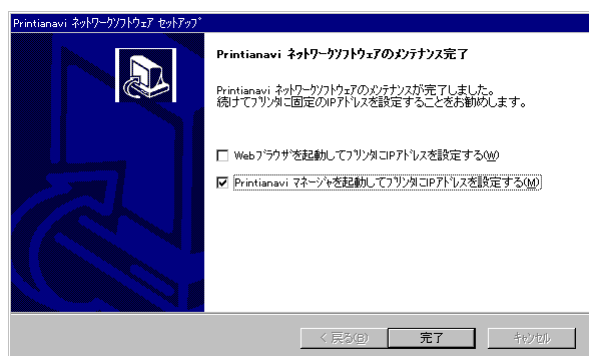 Printianavi ネットワークソフトウェア セットアップ
Printianavi ネットワークソフトウェアのメンテナンス完了
Printianavi ネットワークソフトウェアのメンテナンスが完了しました。
続けてプリンタに固定のIPアドレスを設定することをお勧めします。
Webブラウザを起動してプリンタにIPアドレスを設定する(W)
Printianavi マネージャを起動してプリンタにIPアドレスを設定する(M)
< 戻る(B) 完了 キャンセル